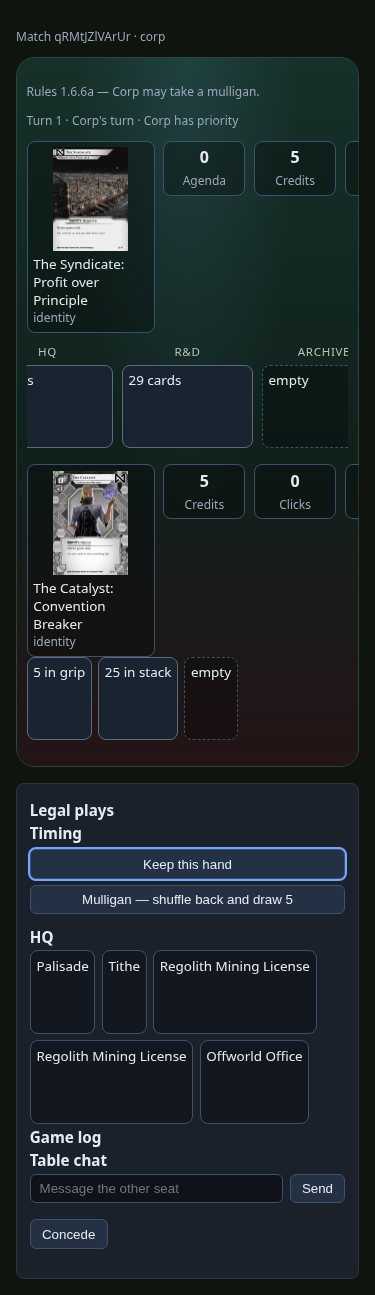 Match qRMtJZlVArUr · corp
Rules 1.6.6a — Corp may take a mulligan.
Turn 1 · Corp's turn · Corp has priority
The Syndicate:
Profit over
Principle
identity
0
Agenda
5
Credits
HQ
R&D
ARCHIVE
s
29 cards
empty
The Catalyst:
Convention
Breaker
identity
5
Credits
0
Clicks
5 in grip
25 in stack
empty
Legal plays
Timing
Keep this hand
Mulligan — shuffle back and draw 5
HQ
Palisade
Tithe
Regolith Mining License
Regolith Mining License
Offworld Office
Game log
Table chat
Message the other seat
Send
Concede